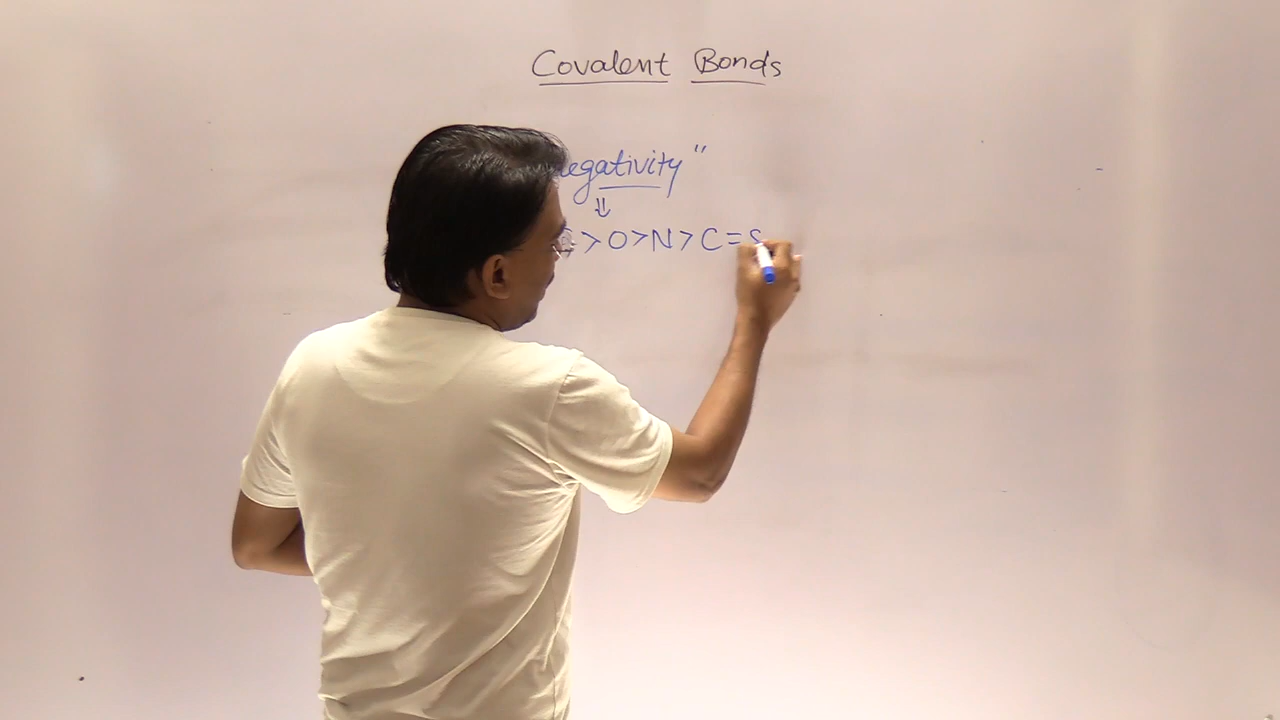 Covalent Bonds
egativity"
⇓
> O > N > C = S